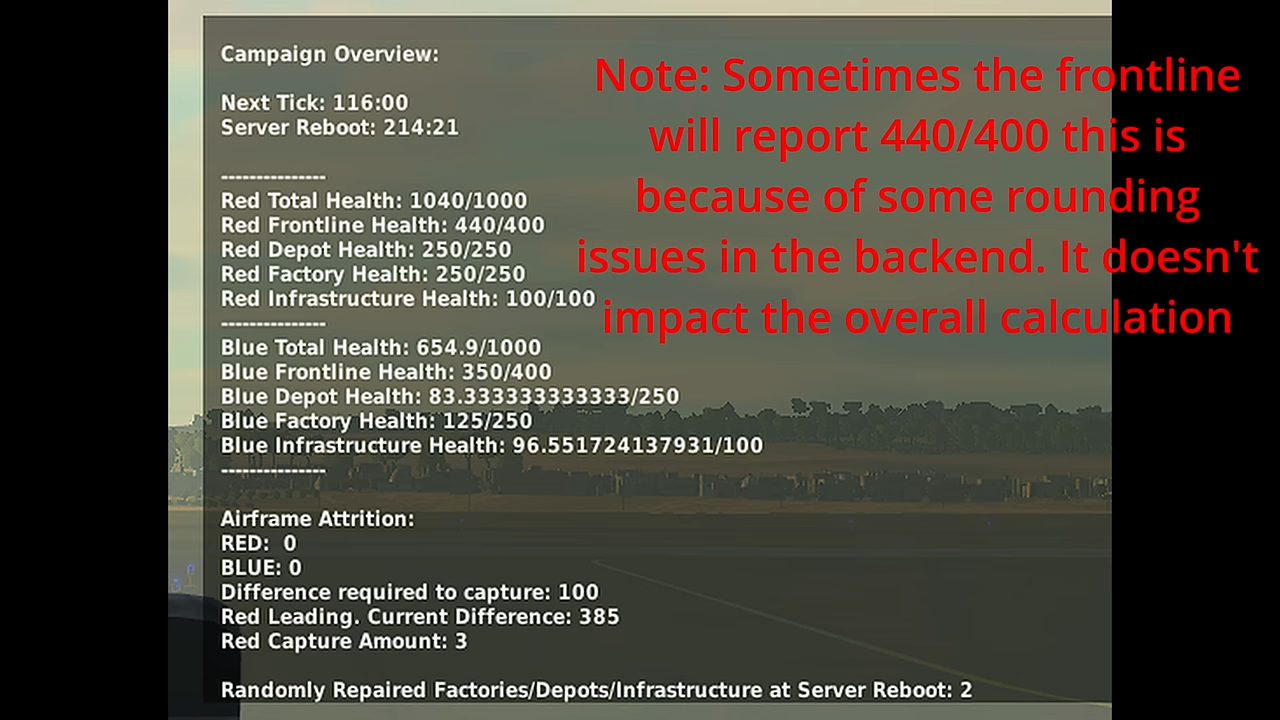 Campaign Overview:
Next Tick: 116:00
Server Reboot: 214:21
---------------
Red Total Health: 1040/1000
Red Frontline Health: 440/400
Red Depot Health: 250/250
Red Factory Health: 250/250
Red Infrastructure Health: 100/100
---------------
Blue Total Health: 654.9/1000
Blue Frontline Health: 350/400
Blue Depot Health: 83.333333333333/250
Blue Factory Health: 125/250
Blue Infrastructure Health: 96.551724137931/100
---------------
Airframe Attrition:
RED:  0
BLUE: 0
Difference required to capture: 100
Red Leading. Current Difference: 385
Red Capture Amount: 3
Randomly Repaired Factories/Depots/Infrastructure at Server Reboot: 2
Note: Sometimes the frontline
will report 440/400 this is
because of some rounding
issues in the backend. It doesn't
impact the overall calculation